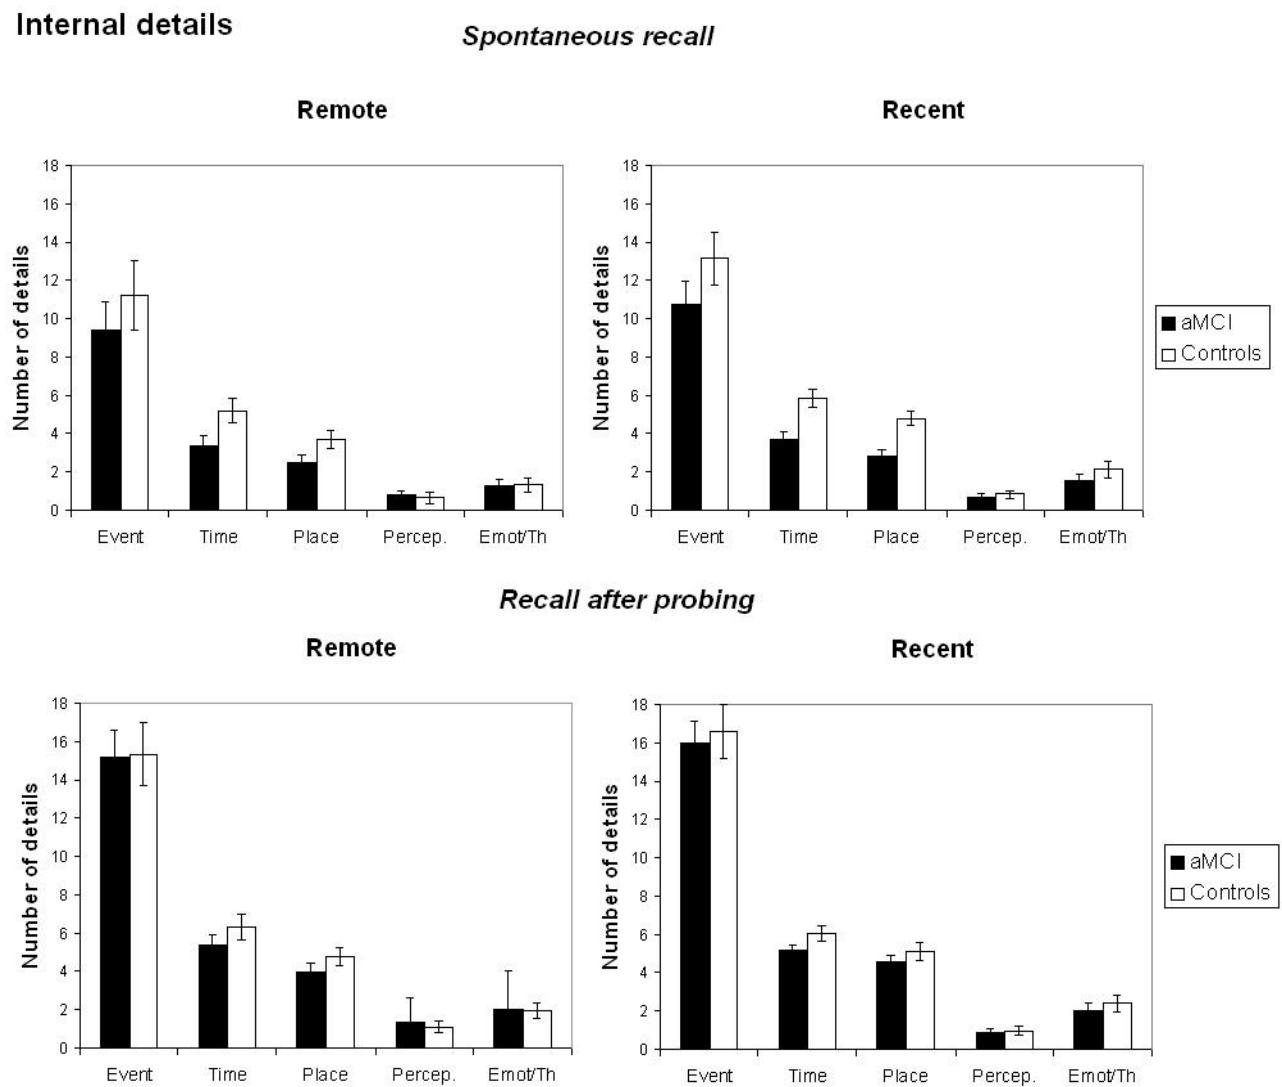 Internal details
Spontaneous recall
Remote
Recent
Number of details
18
16
14
12
10
8
6
4
2
0
Event Time Place Percep. Emot/Th
Number of details
18
16
14
12
10
8
6
4
2
0
Event Time Place Percep. Emot/Th
aMCI
Controls
Recall after probing
Remote
Recent
Number of details
18
16
14
12
10
8
6
4
2
0
Event Time Place Percep. Emot/Th
Number of details
18
16
14
12
10
8
6
4
2
0
Event Time Place Percep. Emot/Th
aMCI
Controls